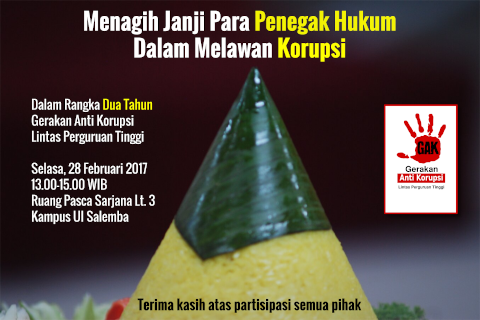 Menagih Janji Para Penegak Hukum
Dalam Melawan Korupsi
Dalam Rangka Dua Tahun
Gerakan Anti Korupsi
Lintas Perguruan Tinggi
Selasa, 28 Februari 2017
13.00-15.00 WIB
Ruang Pasca Sarjana Lt. 3
Kampus UI Salemba
GAK
Gerakan
Anti Korupsi
Lintas Perguruan Tinggi
Terima kasih atas partisipasi semua pihak